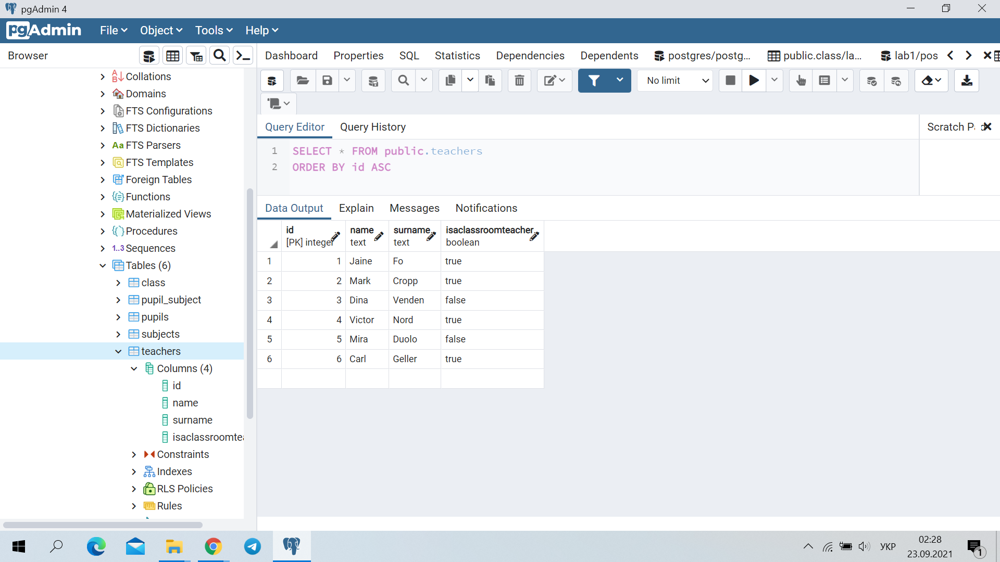 pgAdmin 4
pgAdmin File Object Tools Help
Browser
Dashboard Properties SQL Statistics Dependencies Dependents postgres/postg... public.class/la... lab1/pos
No limit
Collations
Domains
FTS Configurations
FTS Dictionaries
Aa FTS Parsers
FTS Templates
Foreign Tables
Functions
Materialized Views
Procedures
1..3 Sequences
Tables (6)
class
pupil_subject
pupils
subjects
teachers
Columns (4)
id
name
surname
isaclassroomtea
Constraints
Indexes
RLS Policies
Rules
Query Editor Query History
Scratch Pad
1 SELECT * FROM public.teachers
2 ORDER BY id ASC
Data Output Explain Messages Notifications
id name surname isaclassroomteacher
[PK] integer text text boolean
1 1 Jaine Fo true
2 2 Mark Cropp true
3 3 Dina Venden false
4 4 Victor Nord true
5 5 Mira Duolo false
6 6 Carl Geller true
УКР
02:28
23.09.2021
1